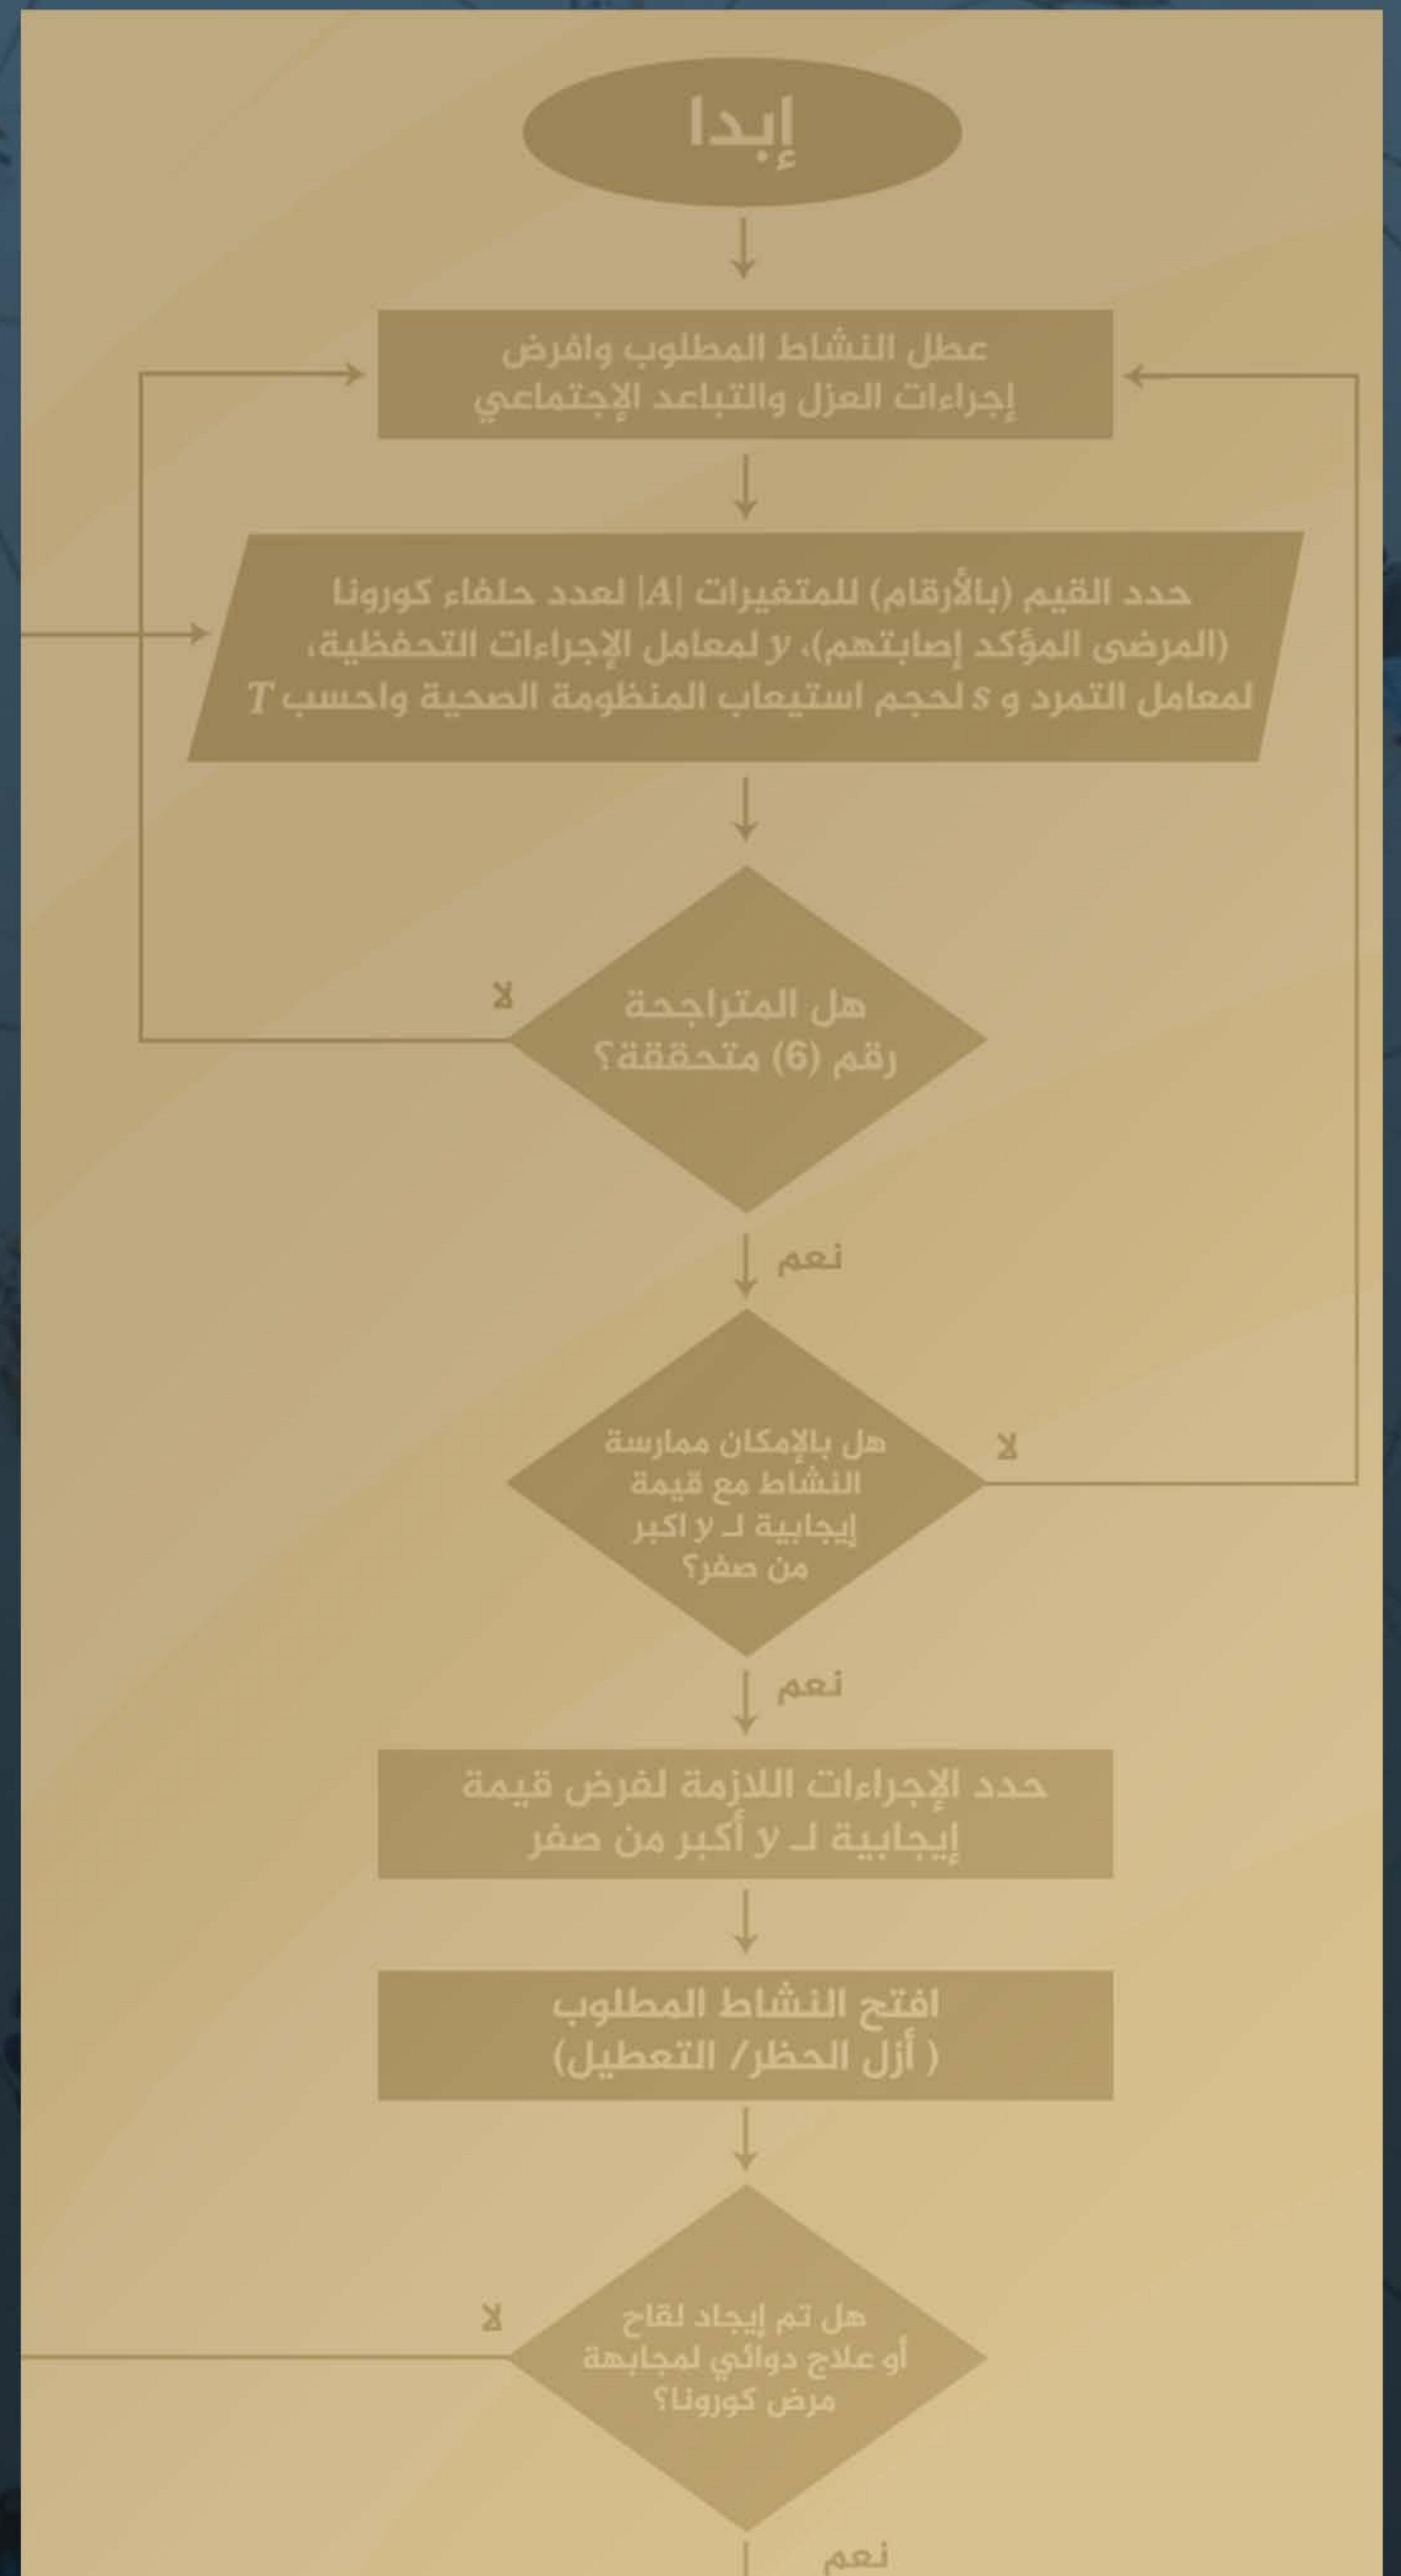 إبدا
عطل النشاط المطلوب وافرض
إجراءات العزل والتباعد الإجتماعي
حدد القيم (بالأرقام) للمتغيرات |A| لعدد حلفاء كورونا
(المرضى المؤكد إصابتهم)، y لمعامل الإجراءات التحفظية،
لمعامل التمرد و s لحجم استيعاب المنظومة الصحية واحسب T
هل المتراجحة
رقم (6) متحققة؟
لا
نعم
هل بالإمكان ممارسة
النشاط مع قيمة
إيجابية لـ y اكبر
من صفر؟
لا
نعم
حدد الإجراءات اللازمة لفرض قيمة
إيجابية لـ y أكبر من صفر
افتح النشاط المطلوب
( أزل الحظر/ التعطيل)
هل تم إيجاد لقاح
أو علاج دوائي لمجابهة
مرض كورونا؟
لا
نعم